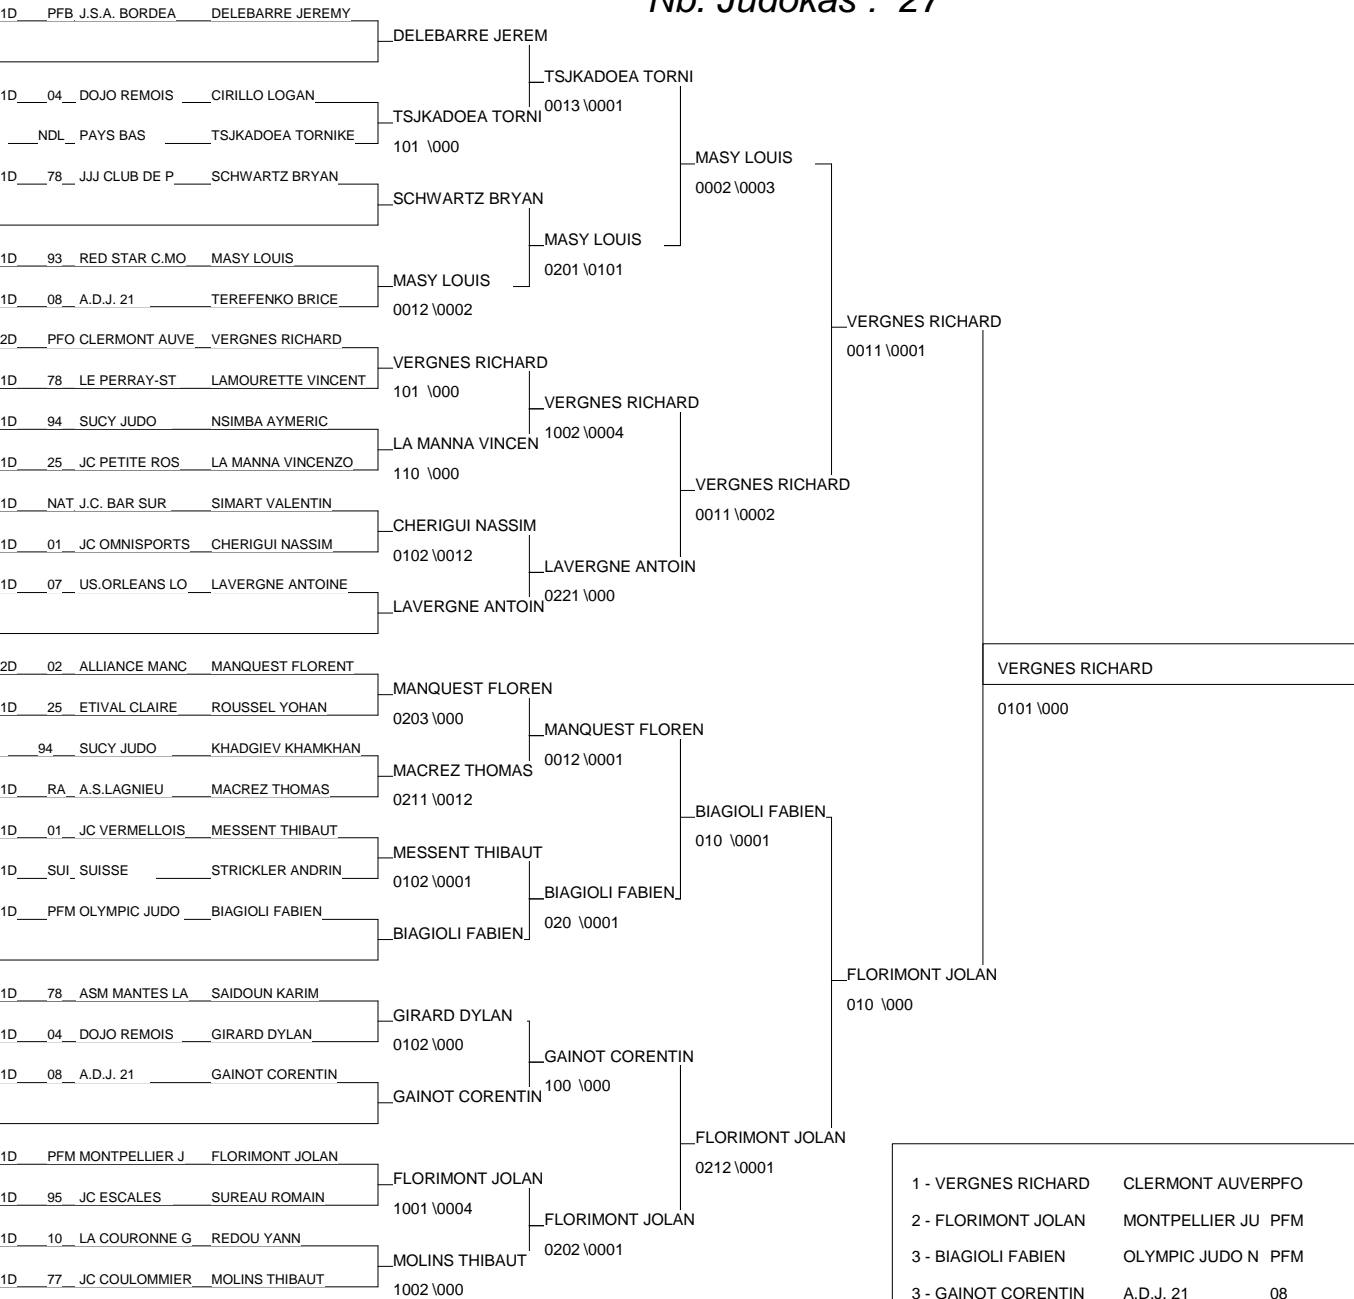 Nb. Judokas : 27
1D PFB J.S.A. BORDEA DELEBARRE JEREMY
DELEBARRE JEREM
TSJKADOEA TORNI
0013 \0001
1D 04 DOJO REMOIS CIRILLO LOGAN
TSJKADOEA TORNI
101 \000
NDL PAYS BAS TSJKADOEA TORNIKE
MASY LOUIS
0002 \0003
1D 78 JJJ CLUB DE P SCHWARTZ BRYAN
SCHWARTZ BRYAN
MASY LOUIS
0201 \0101
1D 93 RED STAR C.MO MASY LOUIS
MASY LOUIS
0012 \0002
1D 08 A.D.J. 21 TEREFENKO BRICE
VERGNES RICHARD
0011 \0001
2D PFO CLERMONT AUVE VERGNES RICHARD
VERGNES RICHARD
101 \000
1D 78 LE PERRAY-ST LAMOURETTE VINCENT
VERGNES RICHARD
1002 \0004
1D 94 SUCY JUDO NSIMBA AYMERIC
LA MANNA VINCEN
110 \000
1D 25 JC PETITE ROS LA MANNA VINCENZO
VERGNES RICHARD
0011 \0002
1D NAT J.C. BAR SUR SIMART VALENTIN
CHERIGUI NASSIM
0102 \0012
1D 01 JC OMNISPORTS CHERIGUI NASSIM
LAVERGNE ANTOIN
0221 \000
1D 07 US.ORLEANS LO LAVERGNE ANTOINE
LAVERGNE ANTOIN
2D 02 ALLIANCE MANC MANQUEST FLORENT
VERGNES RICHARD
0101 \000
MANQUEST FLOREN
0203 \000
1D 25 ETIVAL CLAIRE ROUSSEL YOHAN
MANQUEST FLOREN
0012 \0001
94 SUCY JUDO KHADGIEV KHAMKHAN
MACREZ THOMAS
0211 \0012
1D RA A.S.LAGNIEU MACREZ THOMAS
BIAGIOLI FABIEN
010 \0001
1D 01 JC VERMELLOIS MESSENT THIBAUT
MESSENT THIBAUT
0102 \0001
1D SUI SUISSE STRICKLER ANDRIN
BIAGIOLI FABIEN
020 \0001
1D PFM OLYMPIC JUDO BIAGIOLI FABIEN
BIAGIOLI FABIEN
FLORIMONT JOLAN
010 \000
1D 78 ASM MANTES LA SAIDOUN KARIM
GIRARD DYLAN
0102 \000
1D 04 DOJO REMOIS GIRARD DYLAN
GAINOT CORENTIN
100 \000
1D 08 A.D.J. 21 GAINOT CORENTIN
GAINOT CORENTIN
FLORIMONT JOLAN
0212 \0001
1D PFM MONTPELLIER J FLORIMONT JOLAN
FLORIMONT JOLAN
1001 \0004
1D 95 JC ESCALES SUREAU ROMAIN
FLORIMONT JOLAN
0202 \0001
1D 10 LA COURONNE G REDOU YANN
MOLINS THIBAUT
1002 \000
1D 77 JC COULOMMIER MOLINS THIBAUT
1 - VERGNES RICHARD CLERMONT AUVERPFO
2 - FLORIMONT JOLAN MONTPELLIER JU PFM
3 - BIAGIOLI FABIEN OLYMPIC JUDO N PFM
3 - GAINOT CORENTIN A.D.J. 21 08